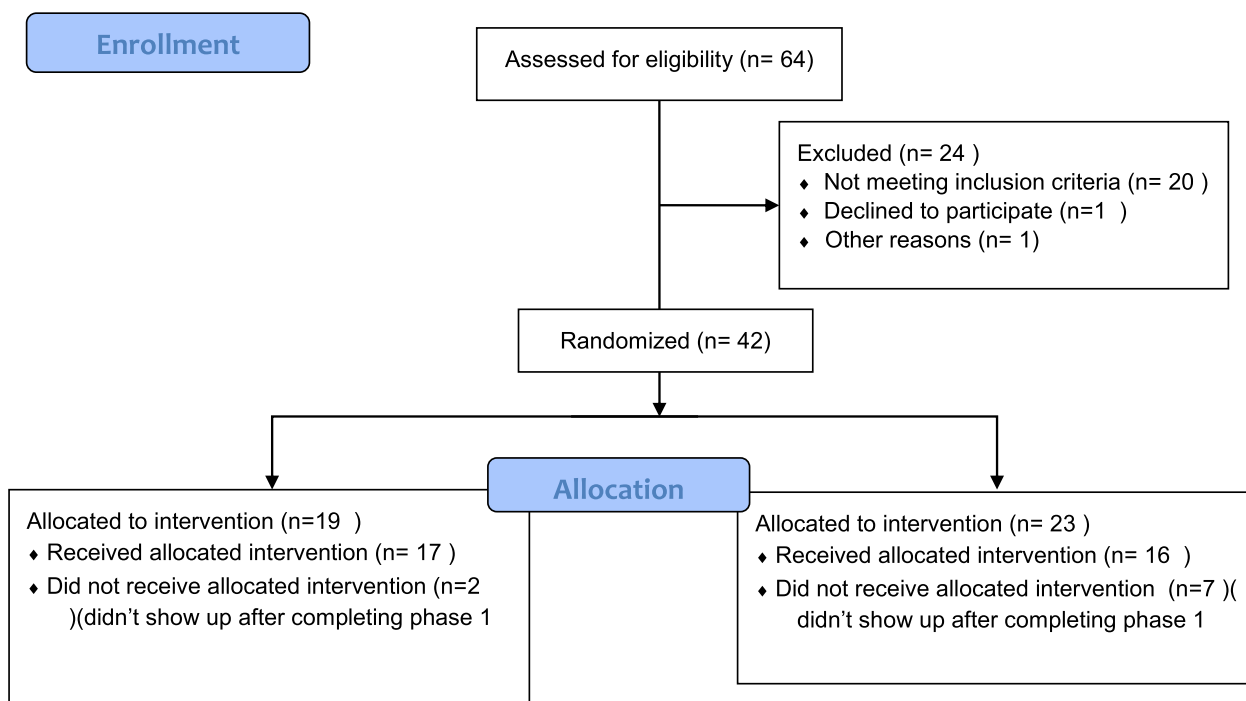 Enrollment
Assessed for eligibility (n= 64)
Excluded (n= 24 )
♦ Not meeting inclusion criteria (n= 20 )
♦ Declined to participate (n=1 )
♦ Other reasons (n= 1)
Randomized (n= 42)
Allocation
Allocated to intervention (n=19 )
♦ Received allocated intervention (n= 17 )
♦ Did not receive allocated intervention (n=2
)(didn’t show up after completing phase 1
Allocated to intervention (n= 23 )
♦ Received allocated intervention (n= 16 )
♦ Did not receive allocated intervention (n=7 )(
didn’t show up after completing phase 1